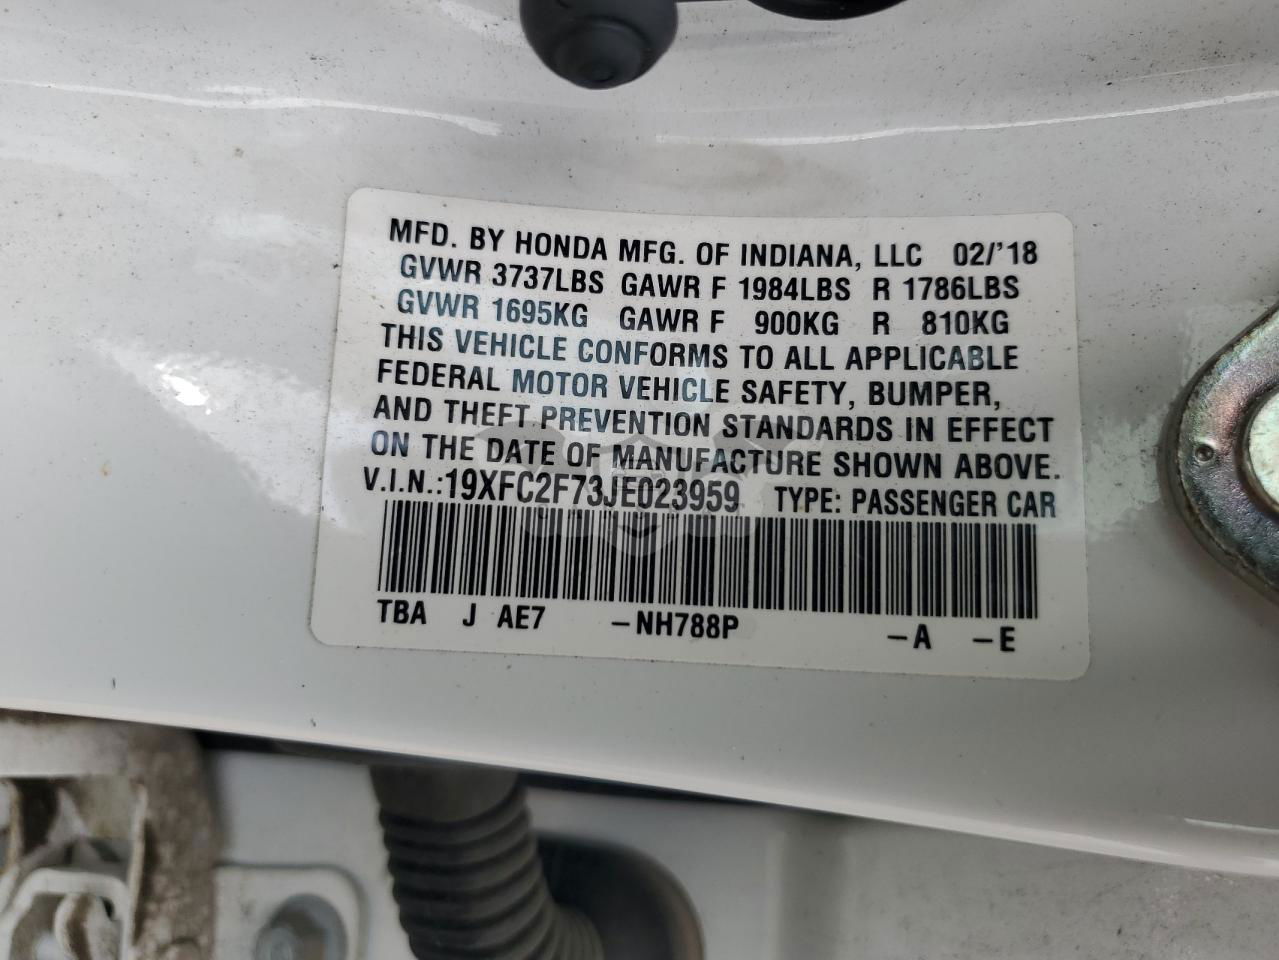 MFD. BY HONDA MFG. OF INDIANA, LLC 02/'18
GVWR 3737LBS GAWR F 1984LBS R 1786LBS
GVWR 1695KG GAWR F 900KG R 810KG
THIS VEHICLE CONFORMS TO ALL APPLICABLE
FEDERAL MOTOR VEHICLE SAFETY, BUMPER,
AND THEFT PREVENTION STANDARDS IN EFFECT
ON THE DATE OF MANUFACTURE SHOWN ABOVE.
V.I.N.:19XFC2F73JE023959 TYPE: PASSENGER CAR
TBA J AE7 –NH788P –A –E